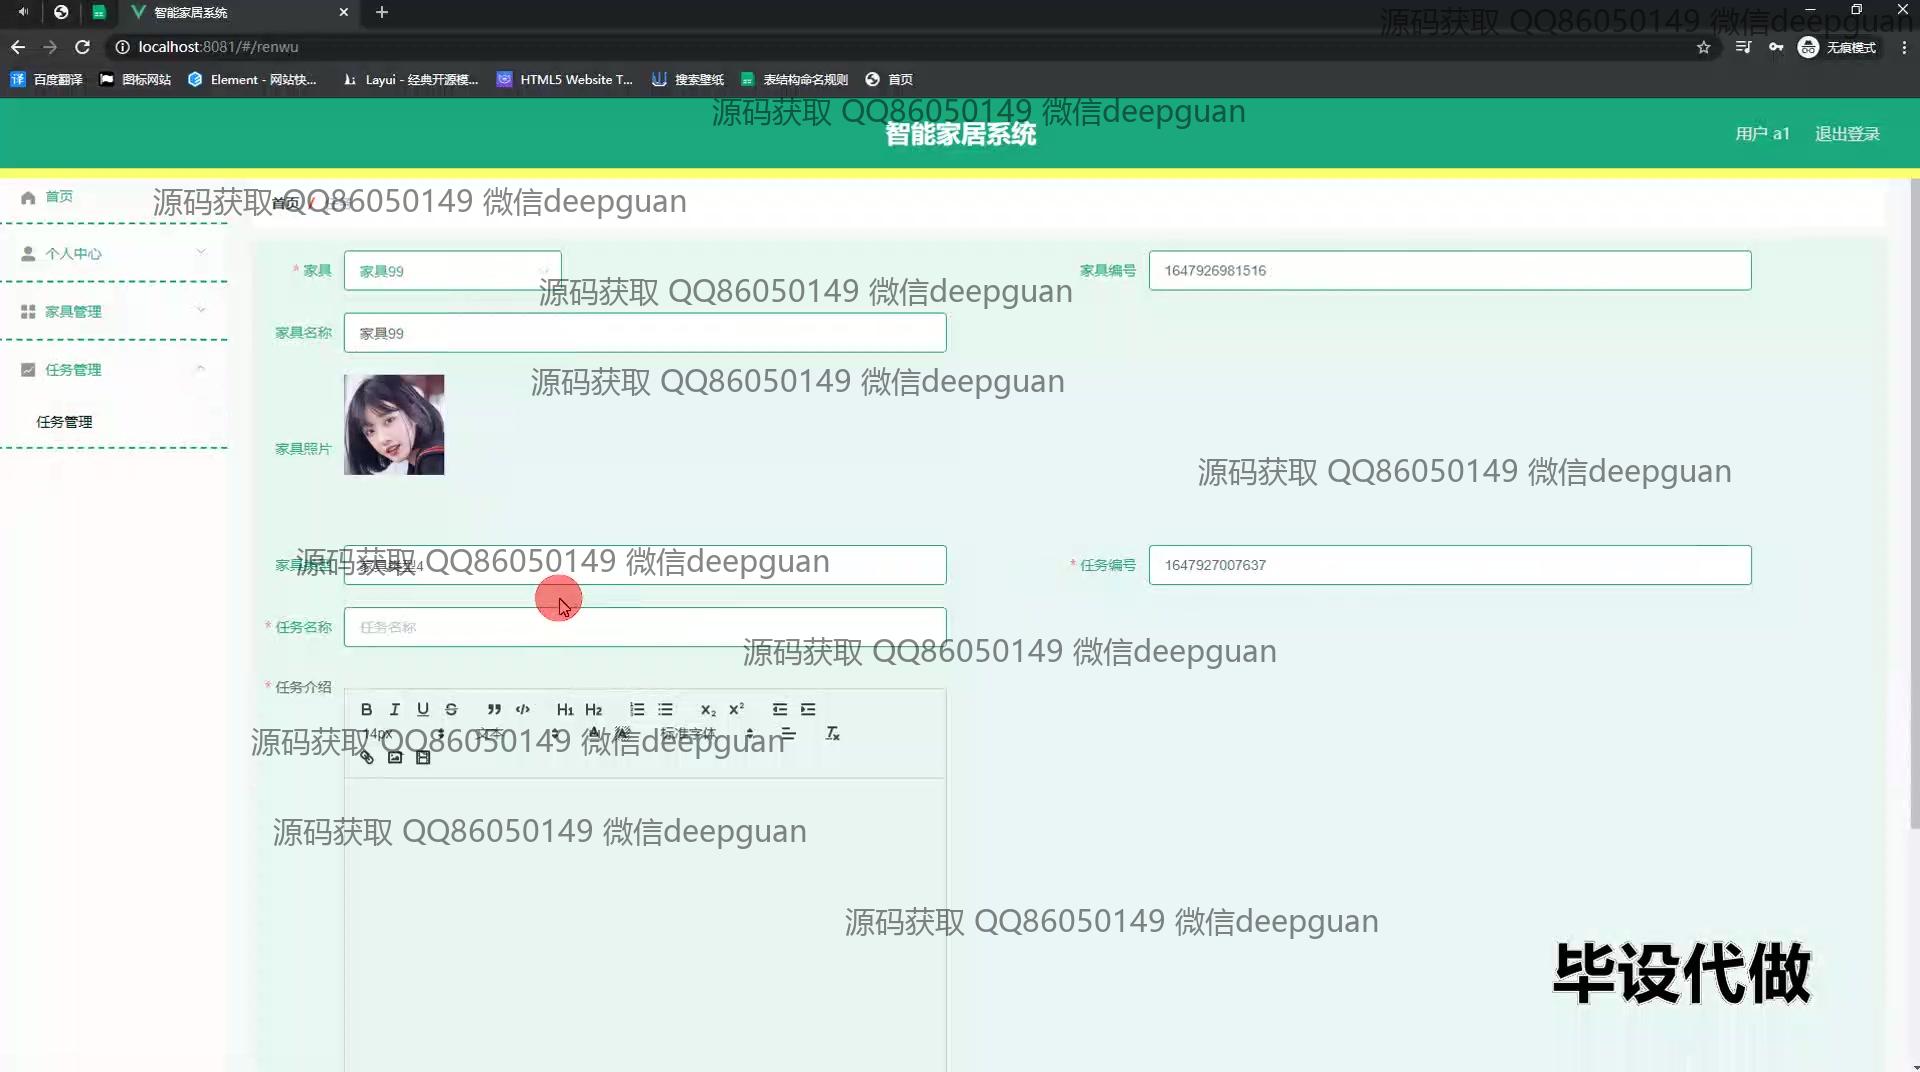 智能家居系统
源码获取 QQ86050149 微信deepguan
localhost:8081/#/renwu
无痕模式
百度翻译 图标网站 Element - 网站快... Layui - 经典开源模... HTML5 Website T... 搜索壁纸 表结构命名规则 首页
源码获取 QQ86050149 微信deepguan
智能家居系统
用户 a1 退出登录
首页
源码获取 QQ86050149 微信deepguan
首页 /
个人中心
* 家具 家具99
家具编号 1647926981516
源码获取 QQ86050149 微信deepguan
家具管理
家具名称 家具99
任务管理
源码获取 QQ86050149 微信deepguan
任务管理
家具照片
源码获取 QQ86050149 微信deepguan
源码获取 QQ86050149 微信deepguan
家具类型4
* 任务编号 1647927007637
* 任务名称 任务名称
源码获取 QQ86050149 微信deepguan
* 任务介绍
B I U S H1 H2 X2 X2
14px 文本 标准字体
源码获取 QQ86050149 微信deepguan
源码获取 QQ86050149 微信deepguan
源码获取 QQ86050149 微信deepguan
毕设代做